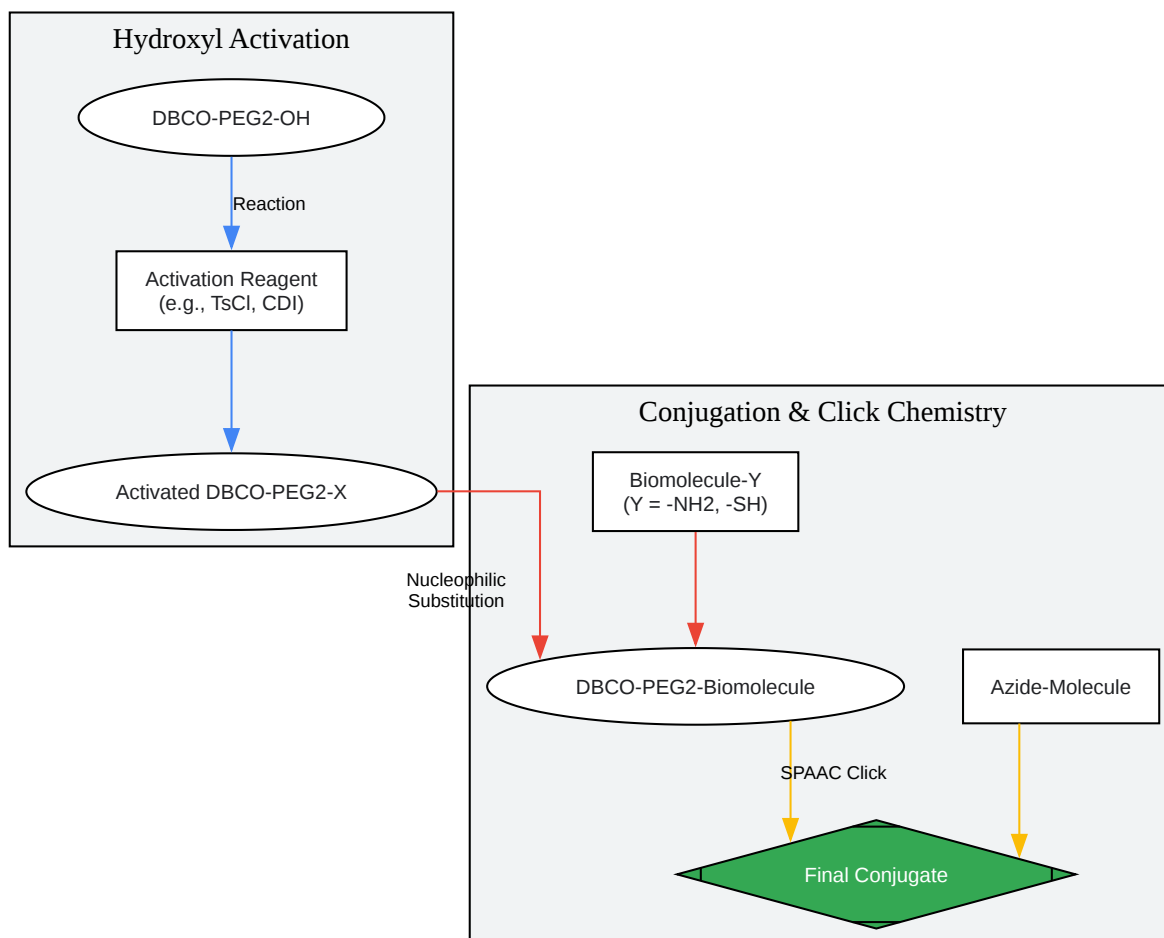 Hydroxyl Activation
DBCO-PEG2-OH
Reaction
Activation Reagent
(e.g., TsCl, CDI)
Activated DBCO-PEG2-X
Conjugation & Click Chemistry
Biomolecule-Y
(Y = -NH2, -SH)
Nucleophilic
Substitution
DBCO-PEG2-Biomolecule
Azide-Molecule
SPAAC Click
Final Conjugate